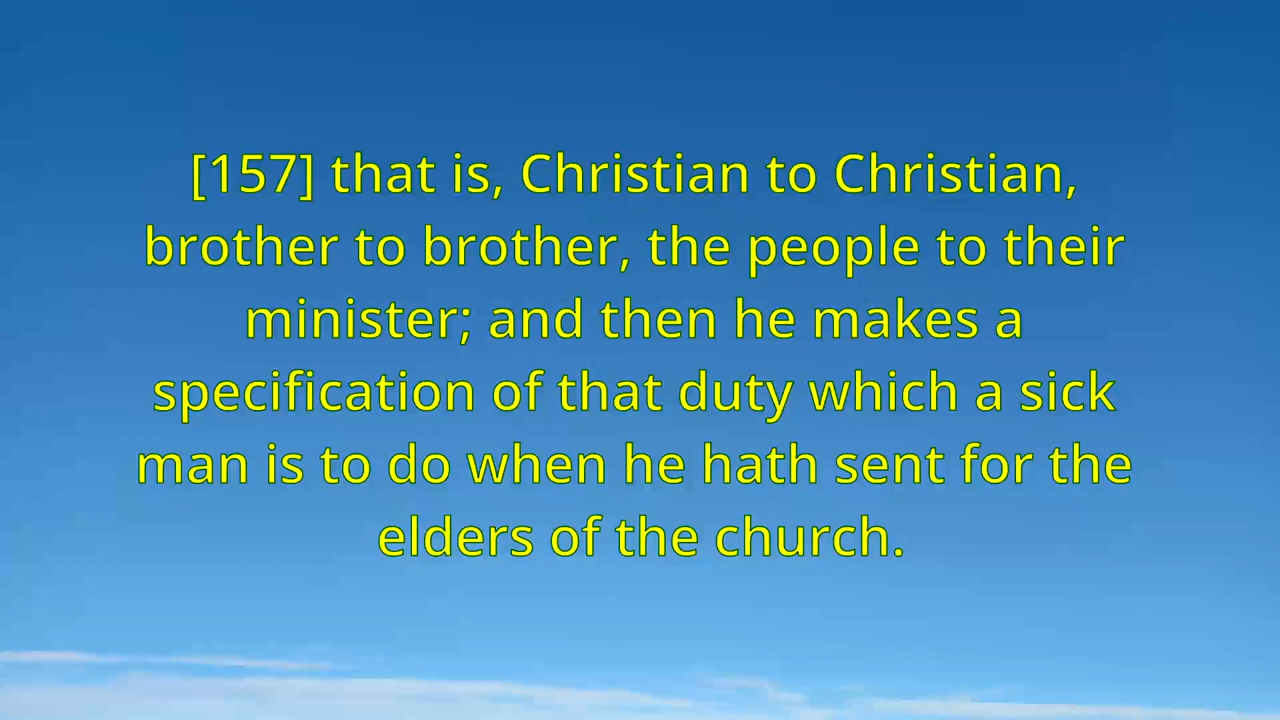 [157] that is, Christian to Christian,
brother to brother, the people to their
minister; and then he makes a
specification of that duty which a sick
man is to do when he hath sent for the
elders of the church.